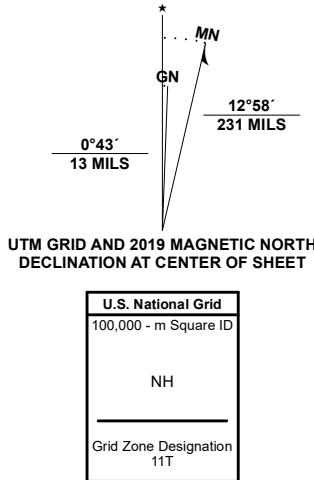 ★
MN
GN
0°43´
13 MILS
12°58´
231 MILS
UTM GRID AND 2019 MAGNETIC NORTH
DECLINATION AT CENTER OF SHEET
U.S. National Grid
100,000 - m Square ID
NH
Grid Zone Designation
11T